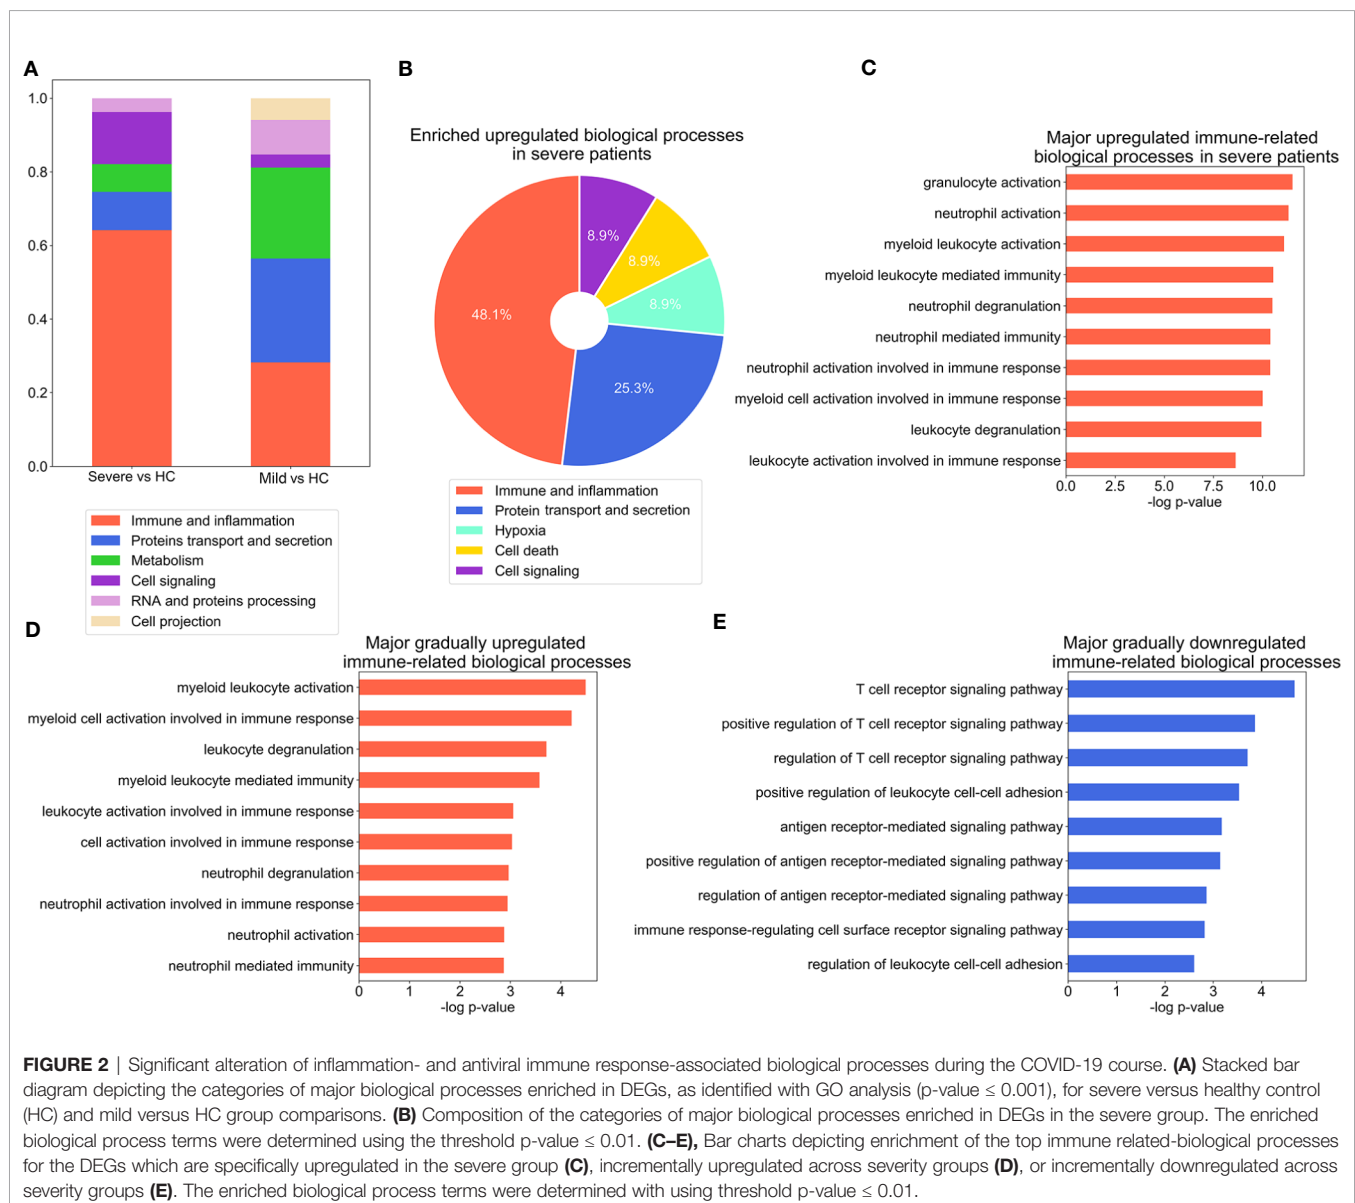 A
1.0
0.8
0.6
0.4
0.2
0.0
Severe vs HC
Mild vs HC
Immune and inflammation
Proteins transport and secretion
Metabolism
Cell signaling
RNA and proteins processing
Cell projection
B
Enriched upregulated biological processes
in severe patients
8.9%
8.9%
8.9%
48.1%
25.3%
Immune and inflammation
Protein transport and secretion
Hypoxia
Cell death
Cell signaling
C
Major upregulated immune-related
biological processes in severe patients
granulocyte activation
neutrophil activation
myeloid leukocyte activation
myeloid leukocyte mediated immunity
neutrophil degranulation
neutrophil mediated immunity
neutrophil activation involved in immune response
myeloid cell activation involved in immune response
leukocyte degranulation
leukocyte activation involved in immune response
0.0 2.5 5.0 7.5 10.0
-log p-value
D
Major gradually upregulated
immune-related biological processes
myeloid leukocyte activation
myeloid cell activation involved in immune response
leukocyte degranulation
myeloid leukocyte mediated immunity
leukocyte activation involved in immune response
cell activation involved in immune response
neutrophil degranulation
neutrophil activation involved in immune response
neutrophil activation
neutrophil mediated immunity
0 1 2 3 4
-log p-value
E
Major gradually downregulated
immune-related biological processes
T cell receptor signaling pathway
positive regulation of T cell receptor signaling pathway
regulation of T cell receptor signaling pathway
positive regulation of leukocyte cell-cell adhesion
antigen receptor-mediated signaling pathway
positive regulation of antigen receptor-mediated signaling pathway
regulation of antigen receptor-mediated signaling pathway
immune response-regulating cell surface receptor signaling pathway
regulation of leukocyte cell-cell adhesion
0 1 2 3 4
-log p-value
FIGURE 2 | Significant alteration of inflammation- and antiviral immune response-associated biological processes during the COVID-19 course. (A) Stacked bar
diagram depicting the categories of major biological processes enriched in DEGs, as identified with GO analysis (p-value ≤ 0.001), for severe versus healthy control
(HC) and mild versus HC group comparisons. (B) Composition of the categories of major biological processes enriched in DEGs in the severe group. The enriched
biological process terms were determined using the threshold p-value ≤ 0.01. (C–E), Bar charts depicting enrichment of the top immune related-biological processes
for the DEGs which are specifically upregulated in the severe group (C), incrementally upregulated across severity groups (D), or incrementally downregulated across
severity groups (E). The enriched biological process terms were determined with using threshold p-value ≤ 0.01.